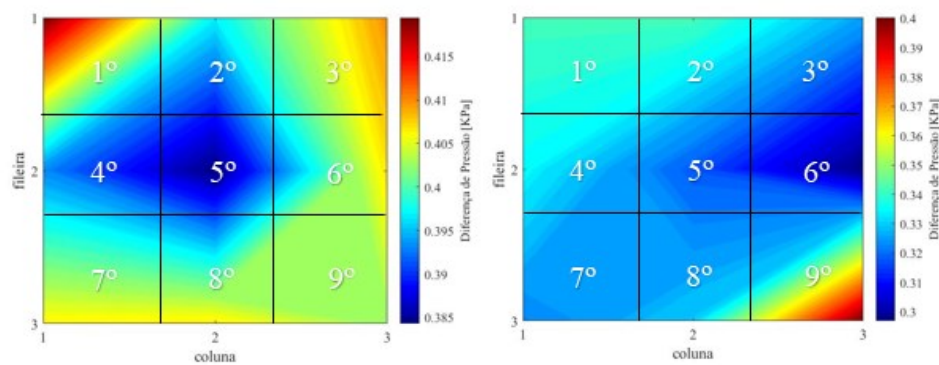 1
1º 2º 3º
fileira
2
4º 5º 6º
7º 8º 9º
3
1 2 3
coluna
0.415
0.41
0.405
0.4
0.395
0.39
0.385
Diferença de Pressão [KPa]
1
1º 2º 3º
fileira
2
4º 5º 6º
7º 8º 9º
3
1 2 3
coluna
0.4
0.39
0.38
0.37
0.36
0.35
0.34
0.33
0.32
0.31
0.3
Diferença de Pressão [KPa]